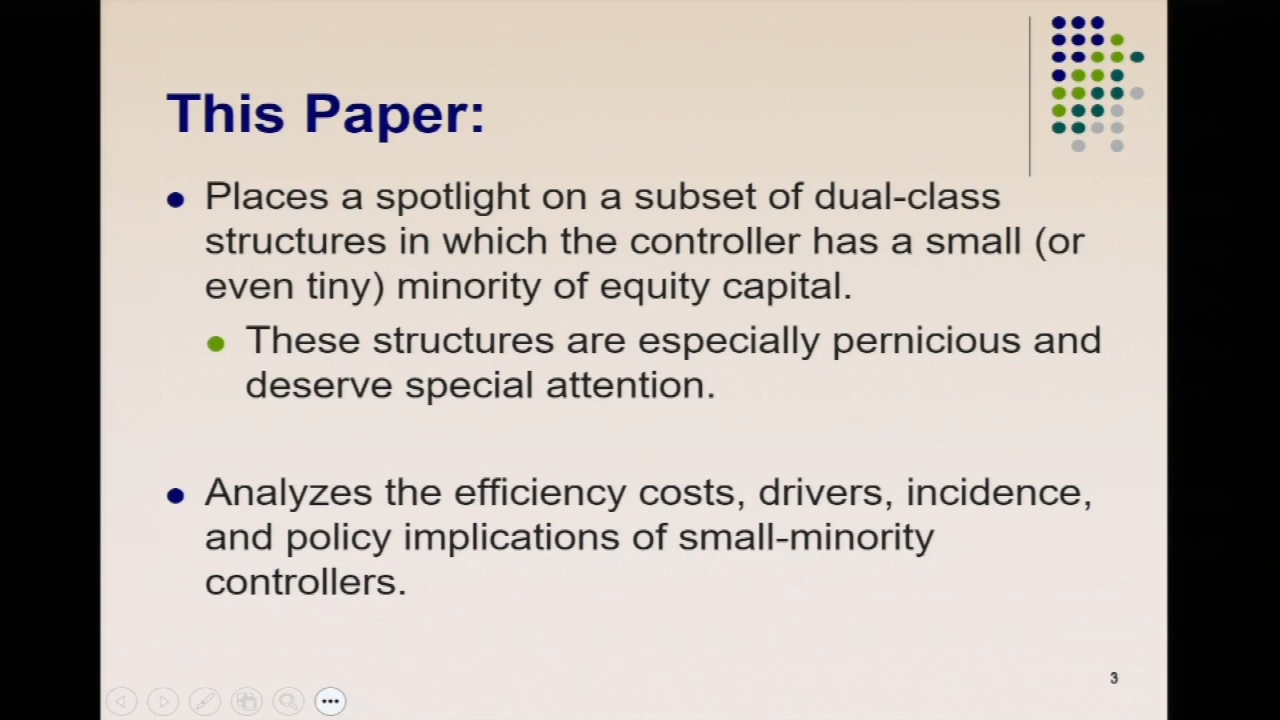 This Paper:
Places a spotlight on a subset of dual-class
structures in which the controller has a small (or
even tiny) minority of equity capital.
These structures are especially pernicious and
deserve special attention.
Analyzes the efficiency costs, drivers, incidence,
and policy implications of small-minority
controllers.
3